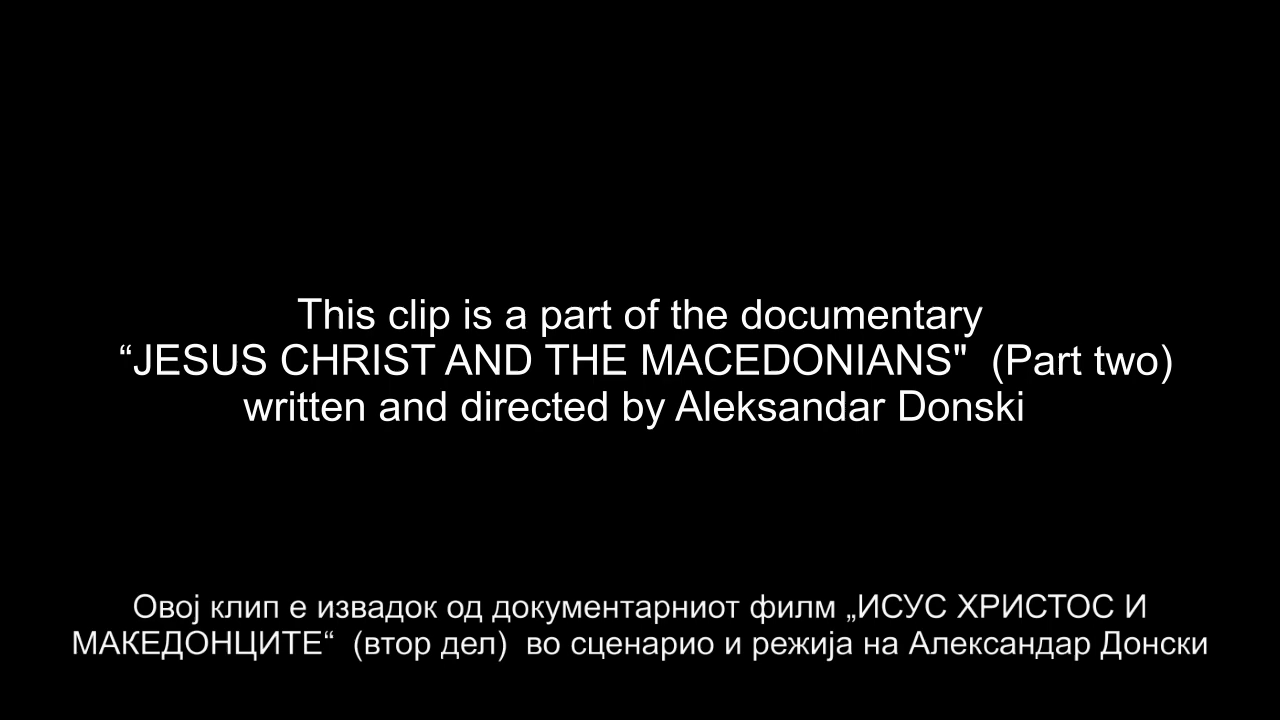 This clip is a part of the documentary
“JESUS CHRIST AND THE MACEDONIANS"  (Part two)
written and directed by Aleksandar Donski
Овој клип е извадок од документарниот филм „ИСУС ХРИСТОС И
МАКЕДОНЦИТЕ“  (втор дел)  во сценарио и режија на Александар Донски